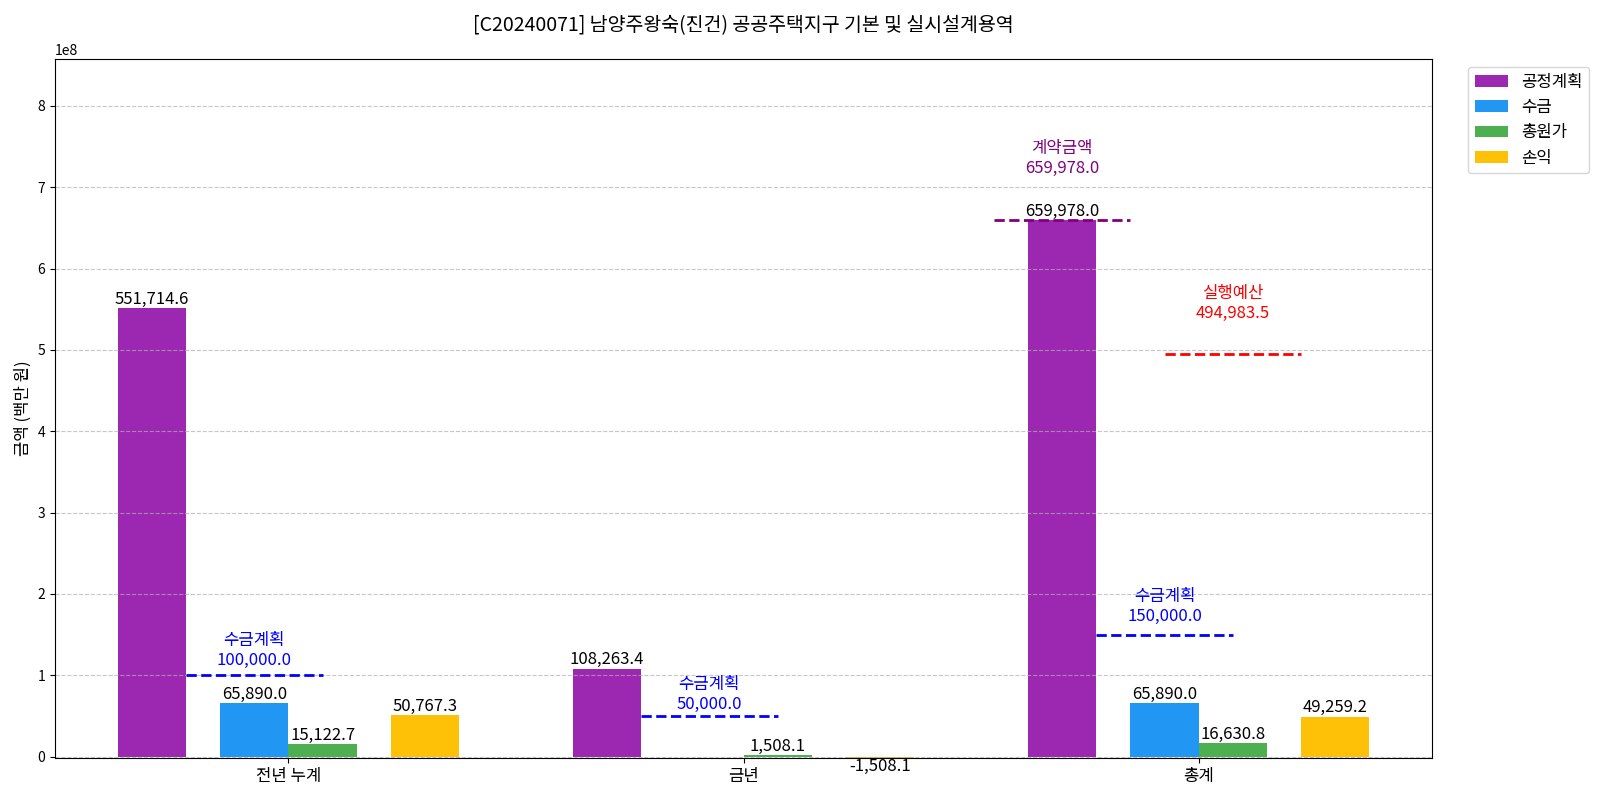 [C20240071] 남양주왕숙(진건) 공공주택지구 기본 및 실시설계용역
1e8
공정계획
수금
총원가
손익
금액 (백만 원)
8
7
6
5
4
3
2
1
0
551,714.6
수금계획
100,000.0
65,890.0
15,122.7
50,767.3
108,263.4
수금계획
50,000.0
1,508.1
-1,508.1
계약금액
659,978.0
659,978.0
실행예산
494,983.5
수금계획
150,000.0
65,890.0
16,630.8
49,259.2
전년 누계
금년
총계